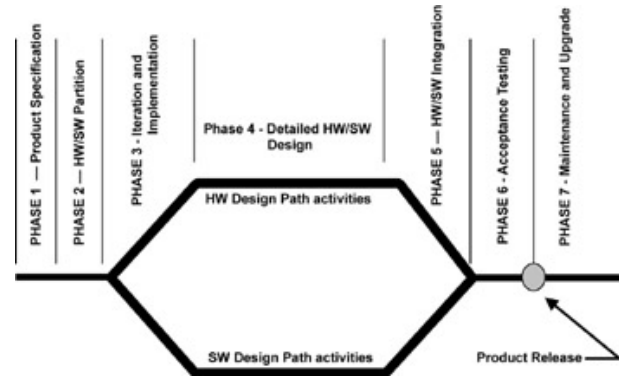 PHASE 1 — Product Specification
PHASE 2 — HW/SW Partition
PHASE 3 - Iteration and
Implementation
Phase 4 - Detailed HW/SW
Design
PHASE 5 — HW/SW Integration
PHASE 6 - Acceptance Testing
PHASE 7 - Maintenance and Upgrade
HW Design Path activities
SW Design Path activities
Product Release